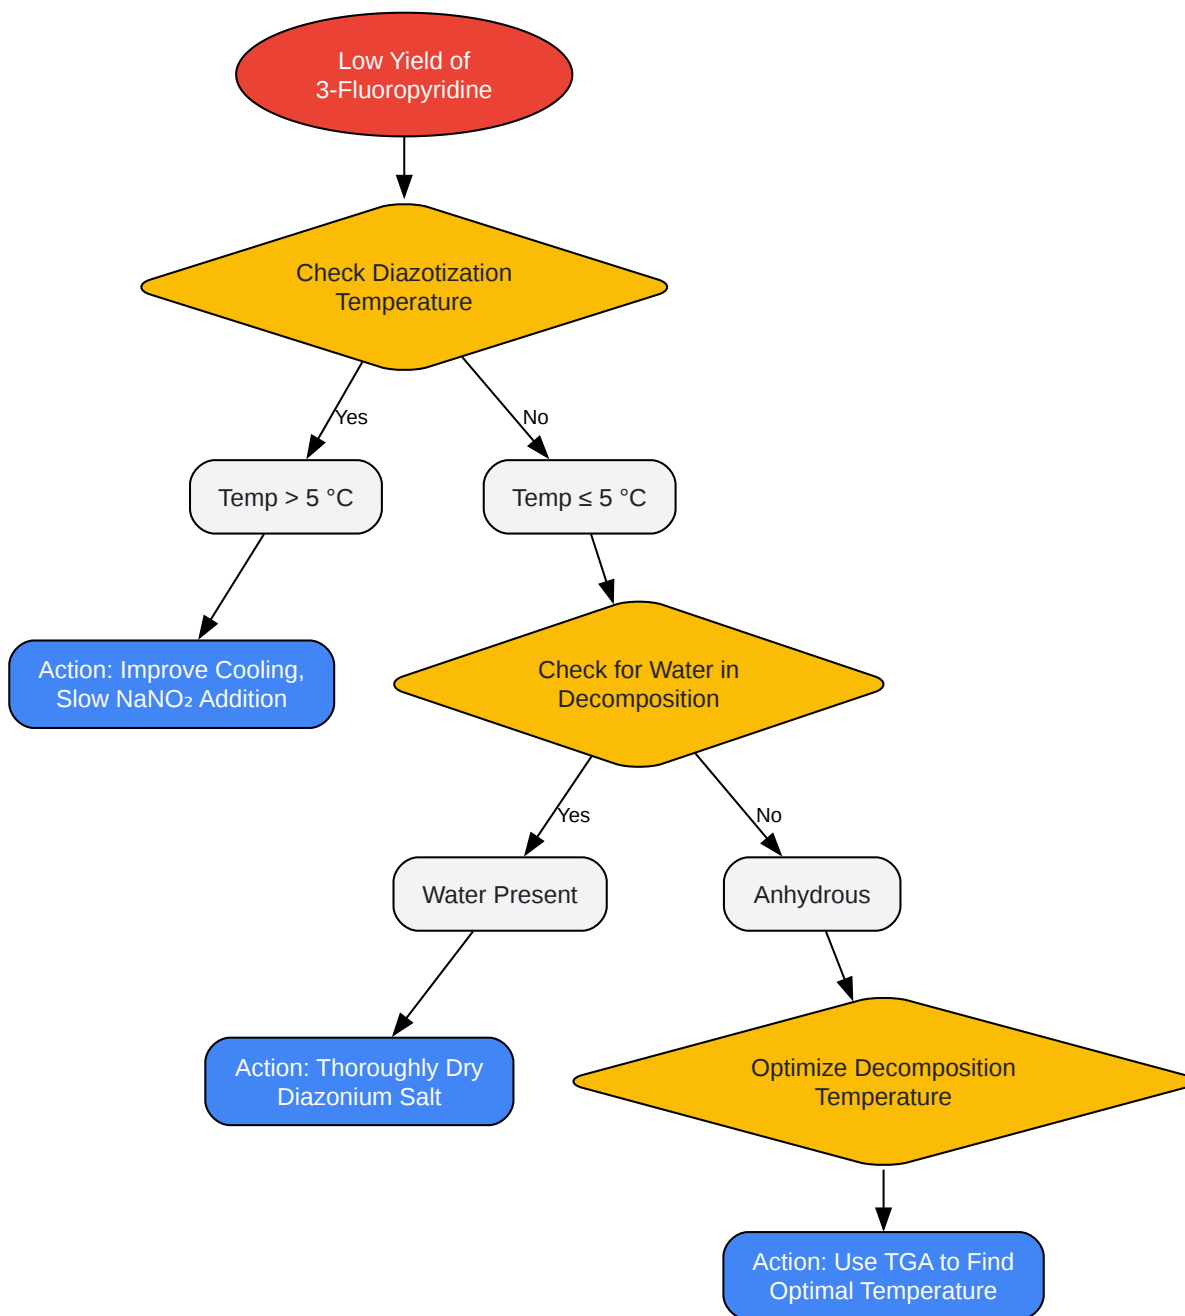 Low Yield of
3-Fluoropyridine
Check Diazotization
Temperature
Yes
No
Temp > 5 °C
Temp ≤ 5 °C
Action: Improve Cooling,
Slow NaNO₂ Addition
Check for Water in
Decomposition
Yes
No
Water Present
Anhydrous
Action: Thoroughly Dry
Diazonium Salt
Optimize Decomposition
Temperature
Action: Use TGA to Find
Optimal Temperature